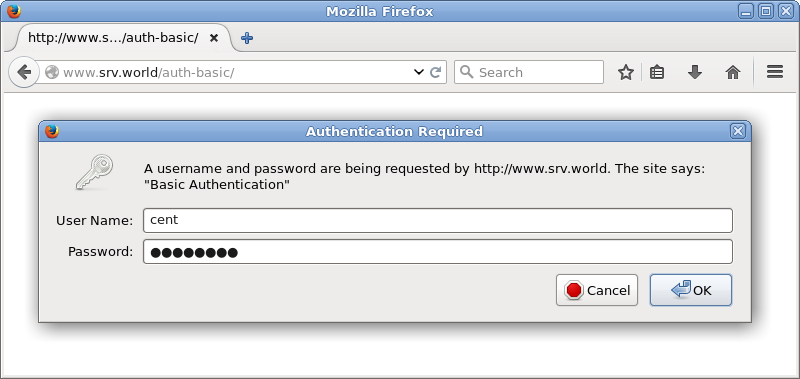 Mozilla Firefox
http://www.s.../auth-basic/
www.srv.world/auth-basic/
Search
Authentication Required
A username and password are being requested by http://www.srv.world. The site says:
"Basic Authentication"
User Name: cent
Password: ●●●●●●●●
Cancel OK